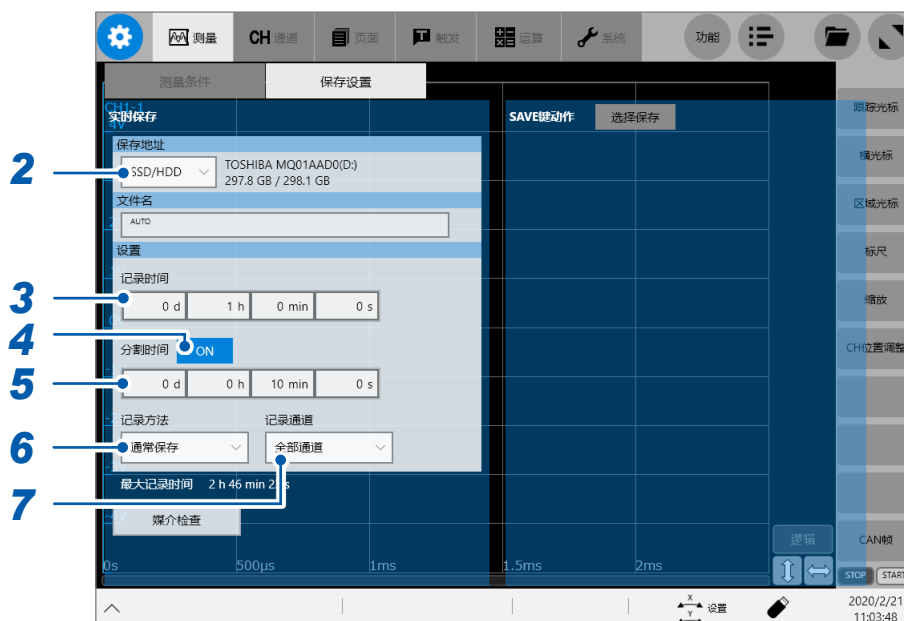 测量
CH 通道
页面
触发
运算
系统
功能
测量条件
保存设置
CH1-1
4V
实时保存
SAVE键动作
选择保存
跟踪光标
横光标
区域光标
标尺
缩放
CH位置调整
CAN帧
保存地址
2
SSD/HDD
TOSHIBA MQ01AAD0(D:)
297.8 GB / 298.1 GB
文件名
AUTO
设置
记录时间
3
0 d 1 h 0 min 0 s
4
分割时间 ON
5
0 d 0 h 10 min 0 s
记录方法 记录通道
6
通常保存 全部通道
7
最大记录时间 2 h 46 min
媒介检查
逻辑
0s 500μs 1ms 1.5ms 2ms
STOP START
X
Y
设置
2020/2/21
11:03:48